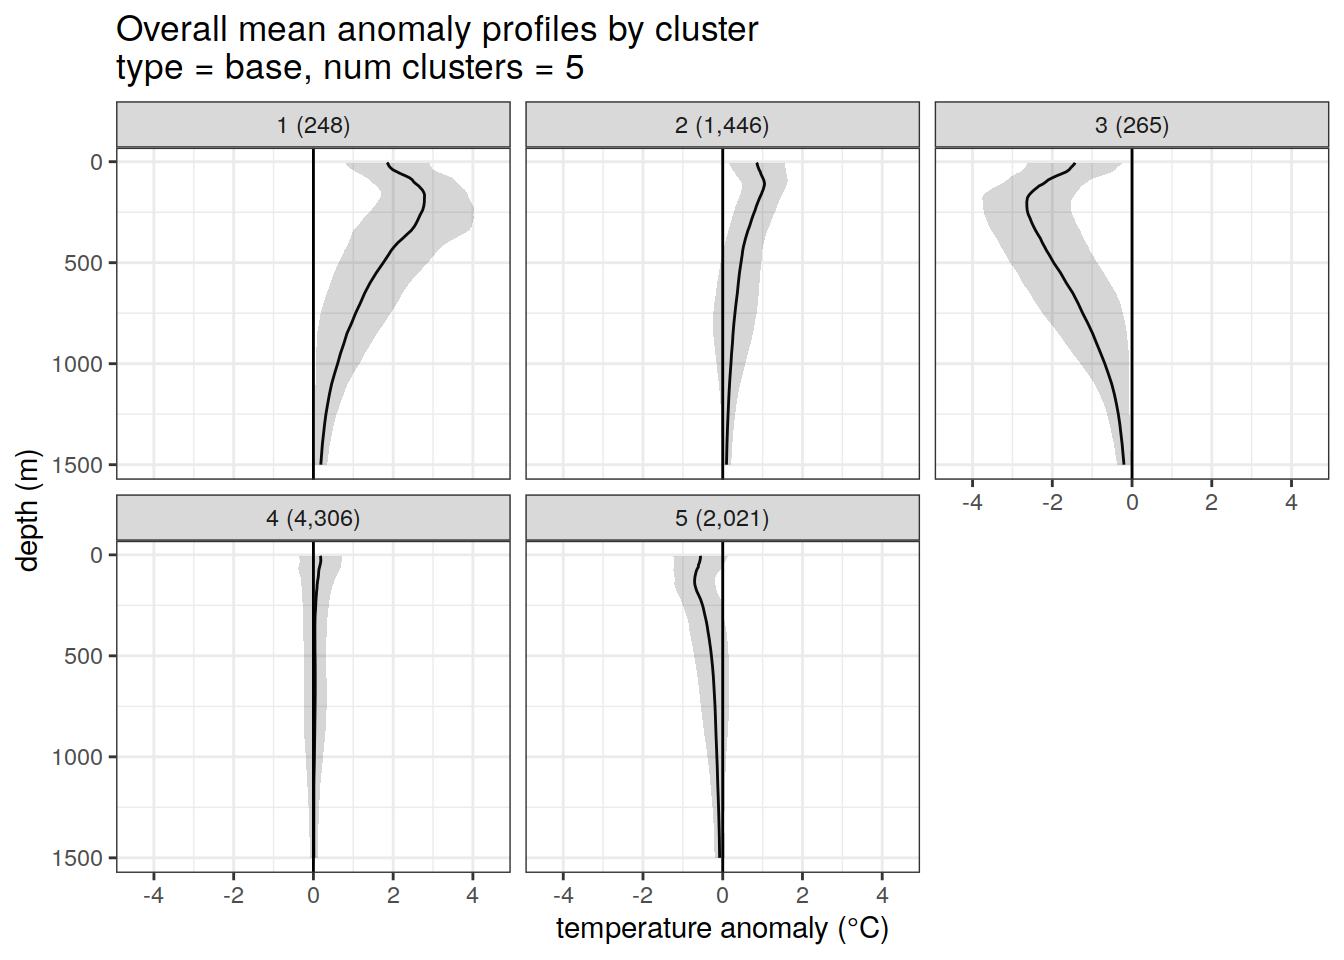 Overall mean anomaly profiles by cluster
type = base, num clusters = 5
1 (248)
2 (1,446)
3 (265)
0
500
1000
1500
-4 -2 0 2 4
4 (4,306)
5 (2,021)
0
500
1000
1500
-4 -2 0 2 4
-4 -2 0 2 4
temperature anomaly (°C)
depth (m)